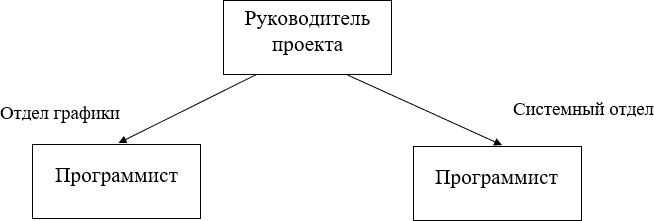 Руководитель
проекта
Отдел графики
Системный отдел
Программист
Программист